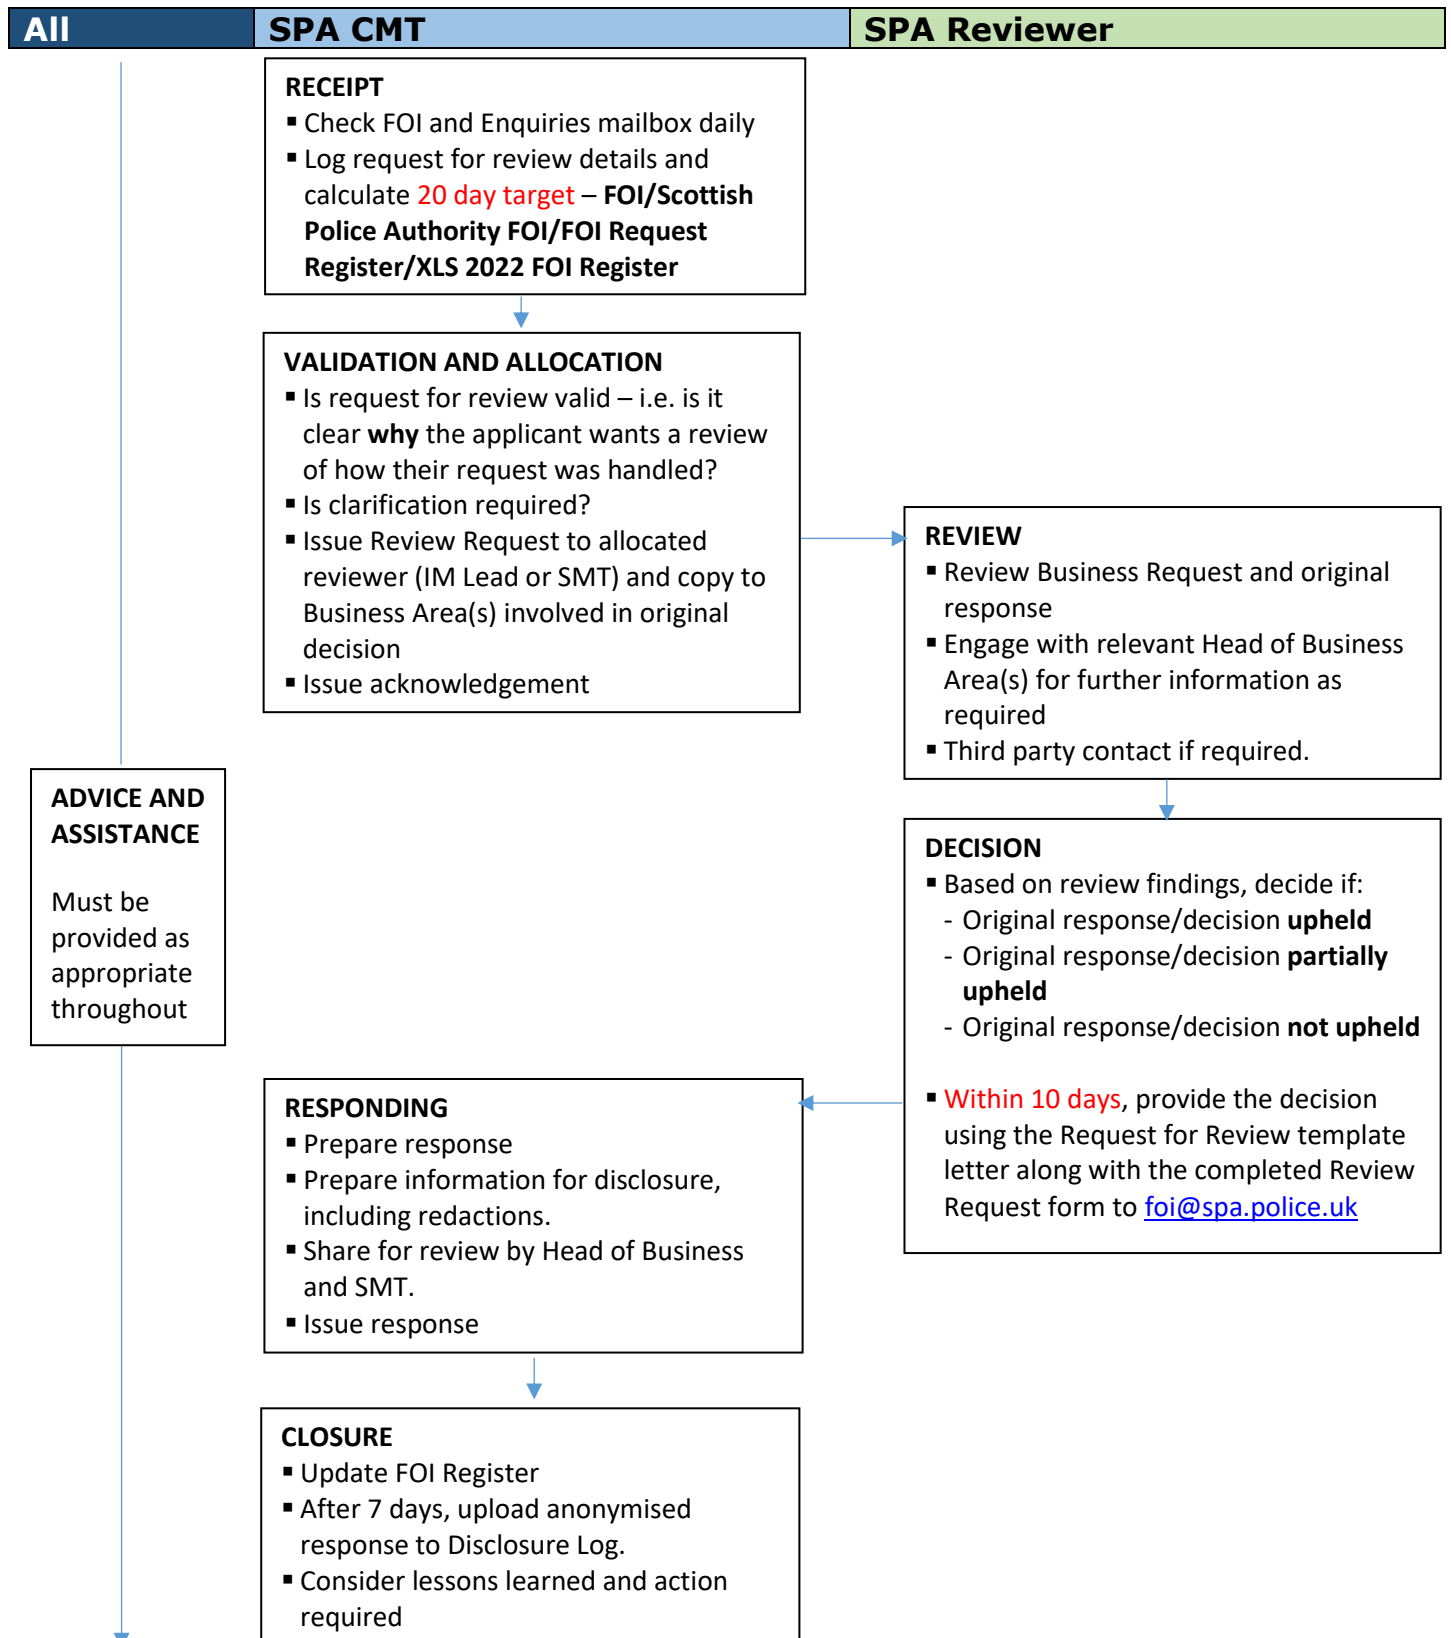 All
SPA CMT
SPA Reviewer
RECEIPT
▪ Check FOI and Enquiries mailbox daily
▪ Log request for review details and
calculate 20 day target – FOI/Scottish
Police Authority FOI/FOI Request
Register/XLS 2022 FOI Register
VALIDATION AND ALLOCATION
▪ Is request for review valid – i.e. is it
clear why the applicant wants a review
of how their request was handled?
▪ Is clarification required?
▪ Issue Review Request to allocated
reviewer (IM Lead or SMT) and copy to
Business Area(s) involved in original
decision
▪ Issue acknowledgement
REVIEW
▪ Review Business Request and original
response
▪ Engage with relevant Head of Business
Area(s) for further information as
required
▪ Third party contact if required.
ADVICE AND
ASSISTANCE
Must be
provided as
appropriate
throughout
DECISION
▪ Based on review findings, decide if:
- Original response/decision upheld
- Original response/decision partially
upheld
- Original response/decision not upheld
▪ Within 10 days, provide the decision
using the Request for Review template
letter along with the completed Review
Request form to foi@spa.police.uk
RESPONDING
▪ Prepare response
▪ Prepare information for disclosure,
including redactions.
▪ Share for review by Head of Business
and SMT.
▪ Issue response
CLOSURE
▪ Update FOI Register
▪ After 7 days, upload anonymised
response to Disclosure Log.
▪ Consider lessons learned and action
required